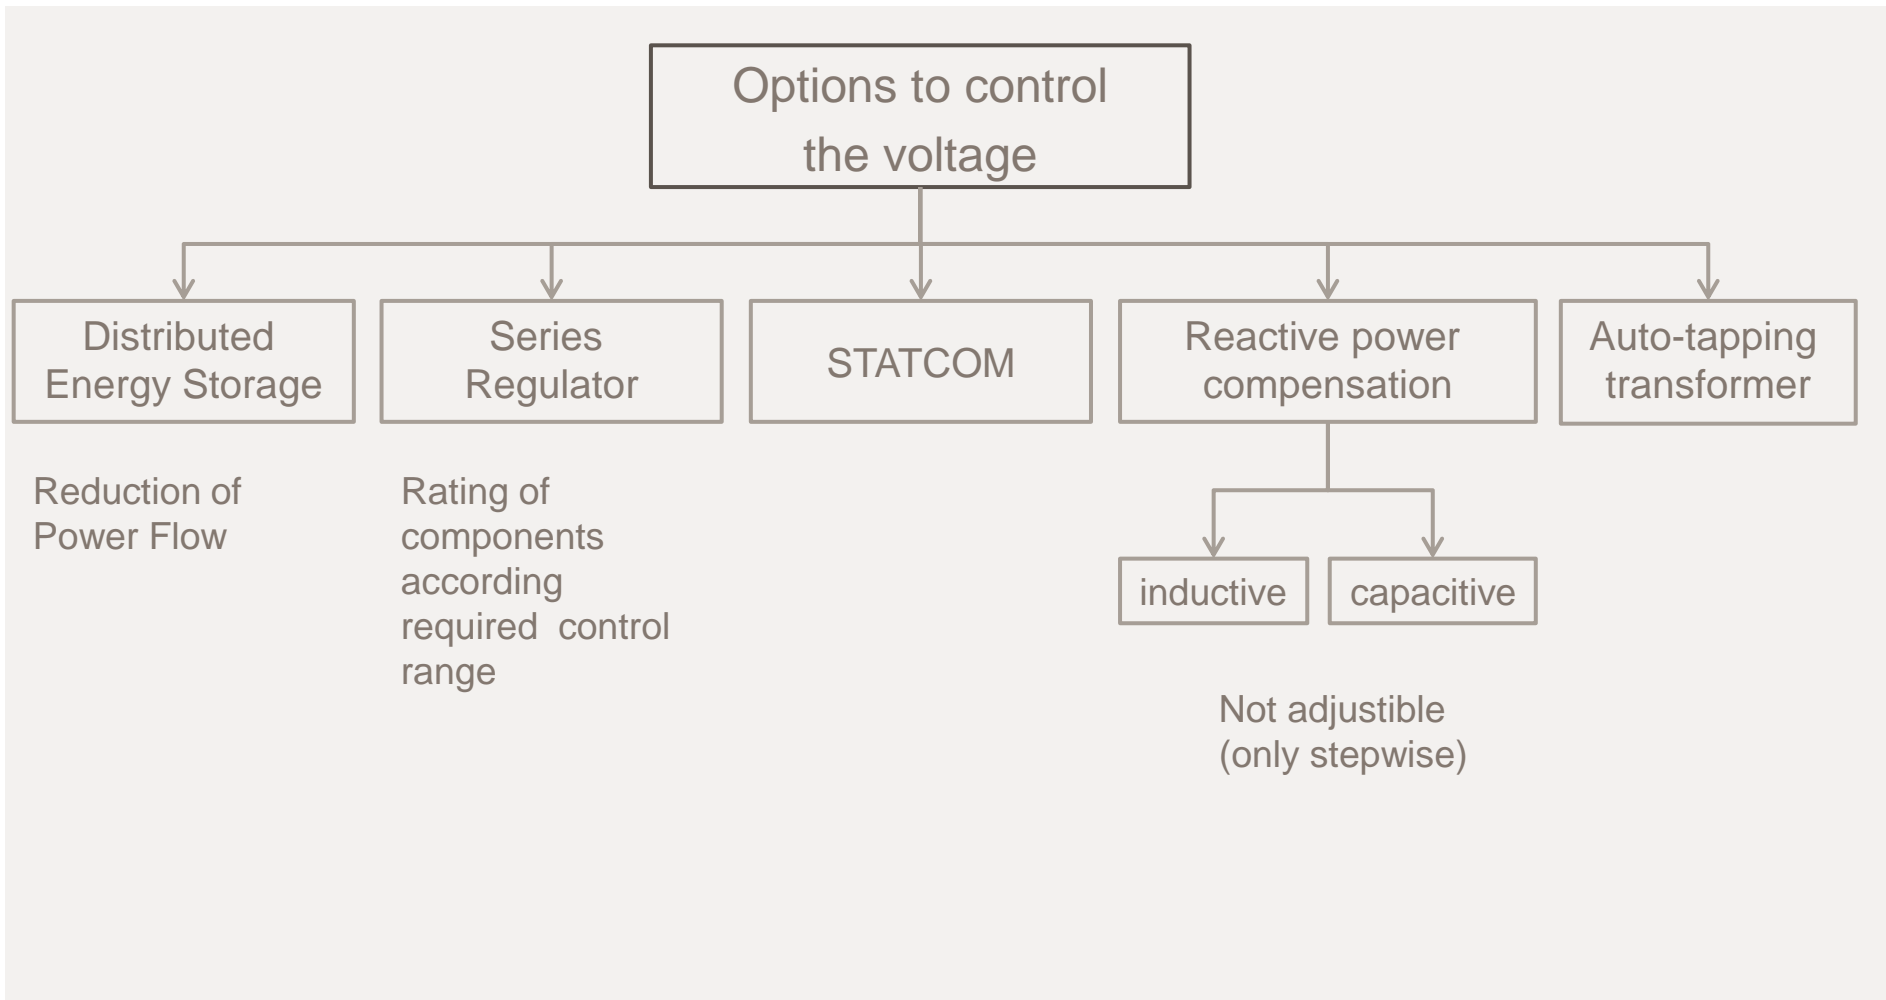 Options to control
the voltage
Distributed
Energy Storage
Series
Regulator
STATCOM
Reactive power
compensation
Auto-tapping
transformer
Reduction of
Power Flow
Rating of
components
according
required  control
range
inductive
capacitive
Not adjustible
(only stepwise)